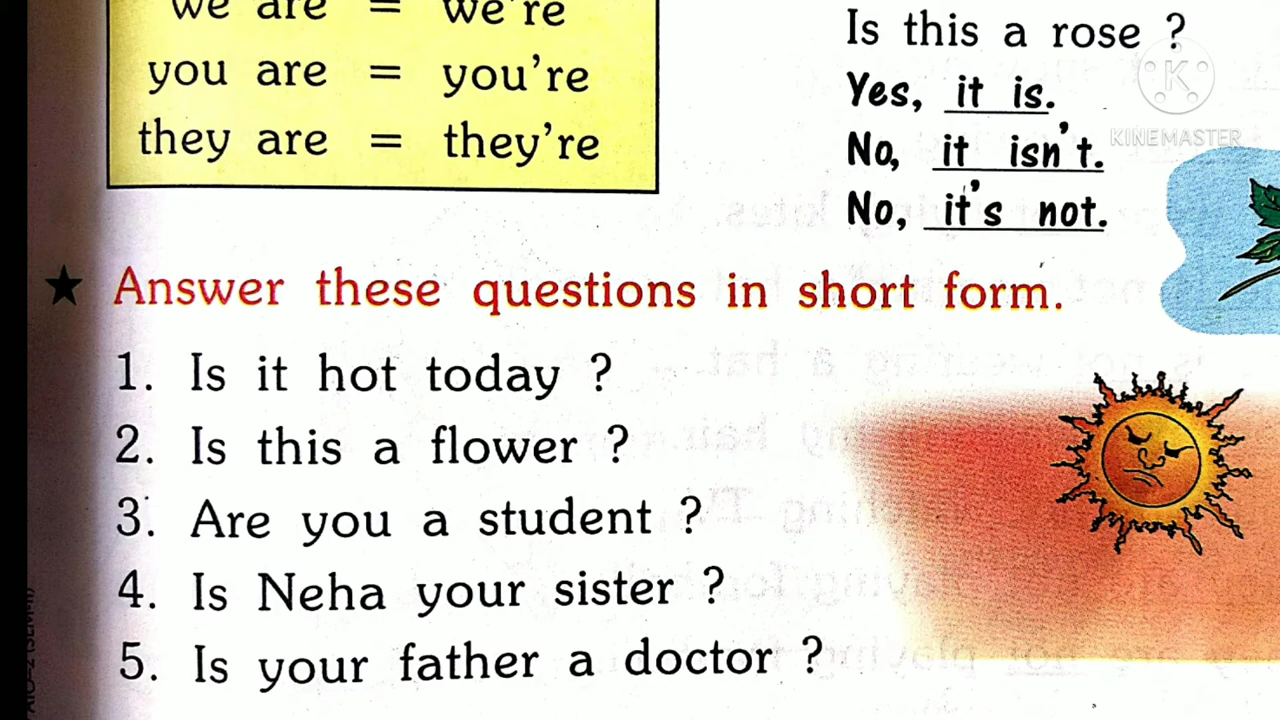 we are = we're
you are = you're
they are = they're
Is this a rose ?
Yes, it is.
No, it isn't.
No, it's not.
K
KINEMASTER
★ Answer these questions in short form.
1. Is it hot today ?
2. Is this a flower ?
3. Are you a student ?
4. Is Neha your sister ?
5. Is your father a doctor ?